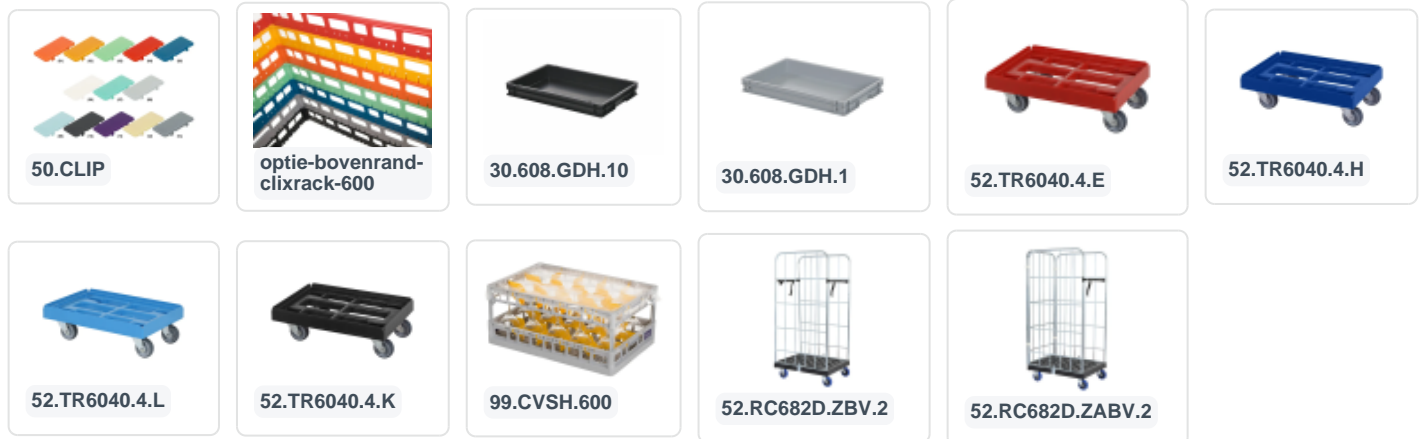 50.CLIP
optie-bovenrand-
clixrack-600
30.608.GDH.10
30.608.GDH.1
52.TR6040.4.E
52.TR6040.4.H
52.TR6040.4.L
52.TR6040.4.K
99.CVSH.600
52.RC682D.ZBV.2
52.RC682D.ZABV.2